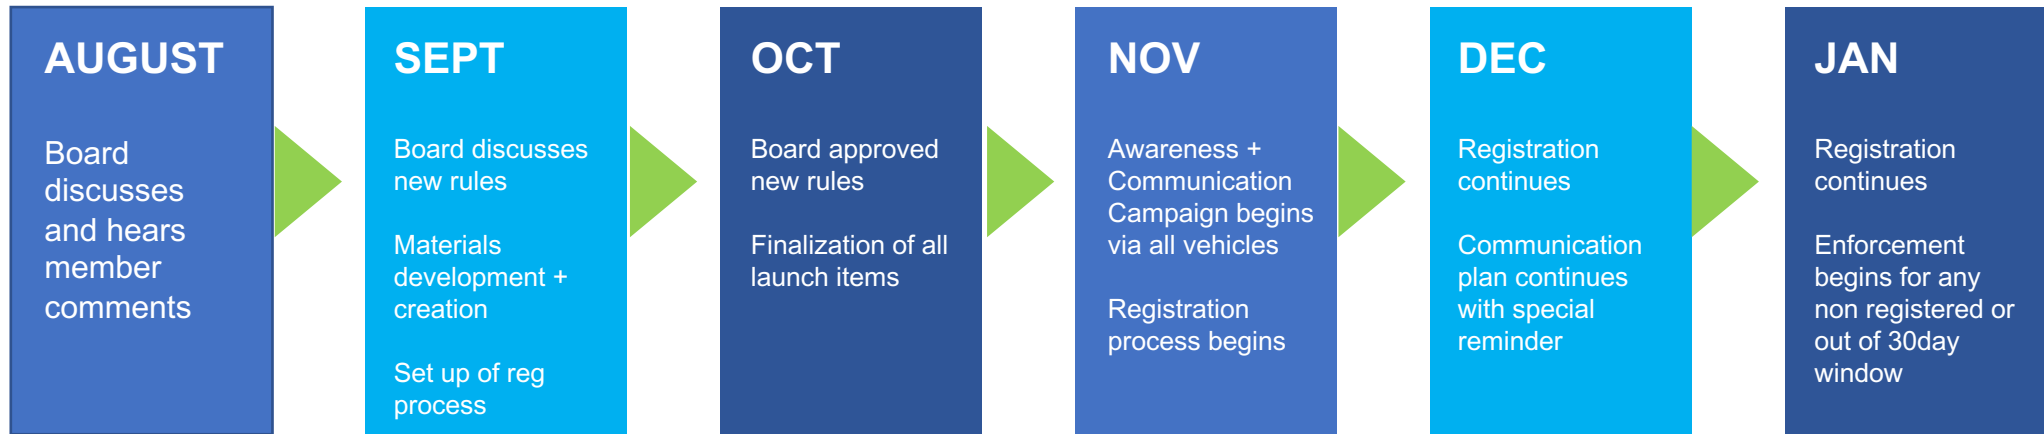 AUGUST
Board
discusses
and hears
member
comments
SEPT
Board discusses
new rules
Materials
development +
creation
Set up of reg
process
OCT
Board approved
new rules
Finalization of all
launch items
NOV
Awareness +
Communication
Campaign begins
via all vehicles
Registration
process begins
DEC
Registration
continues
Communication
plan continues
with special
reminder
JAN
Registration
continues
Enforcement
begins for any
non registered or
out of 30day
window